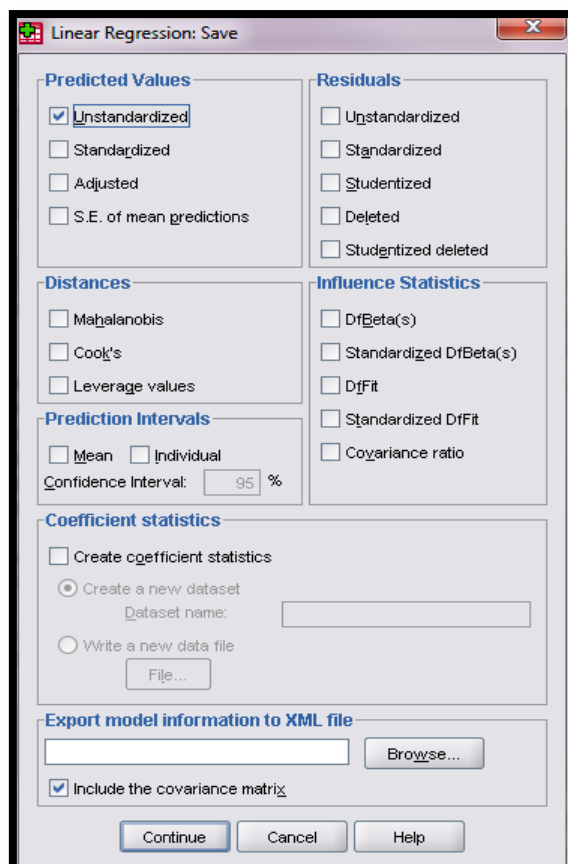 Linear Regression: Save
Predicted Values
Unstandardized
Standardized
Adjusted
S.E. of mean predictions
Residuals
Unstandardized
Standardized
Studentized
Deleted
Studentized deleted
Distances
Mahalanobis
Cook's
Leverage values
Influence Statistics
DfBeta(s)
Standardized DfBeta(s)
DfFit
Standardized DfFit
Covariance ratio
Prediction Intervals
Mean Individual
Confidence Interval: 95 %
Coefficient statistics
Create coefficient statistics
Create a new dataset
Dataset name:
Write a new data file
File...
Export model information to XML file
Browse...
Include the covariance matrix
Continue Cancel Help